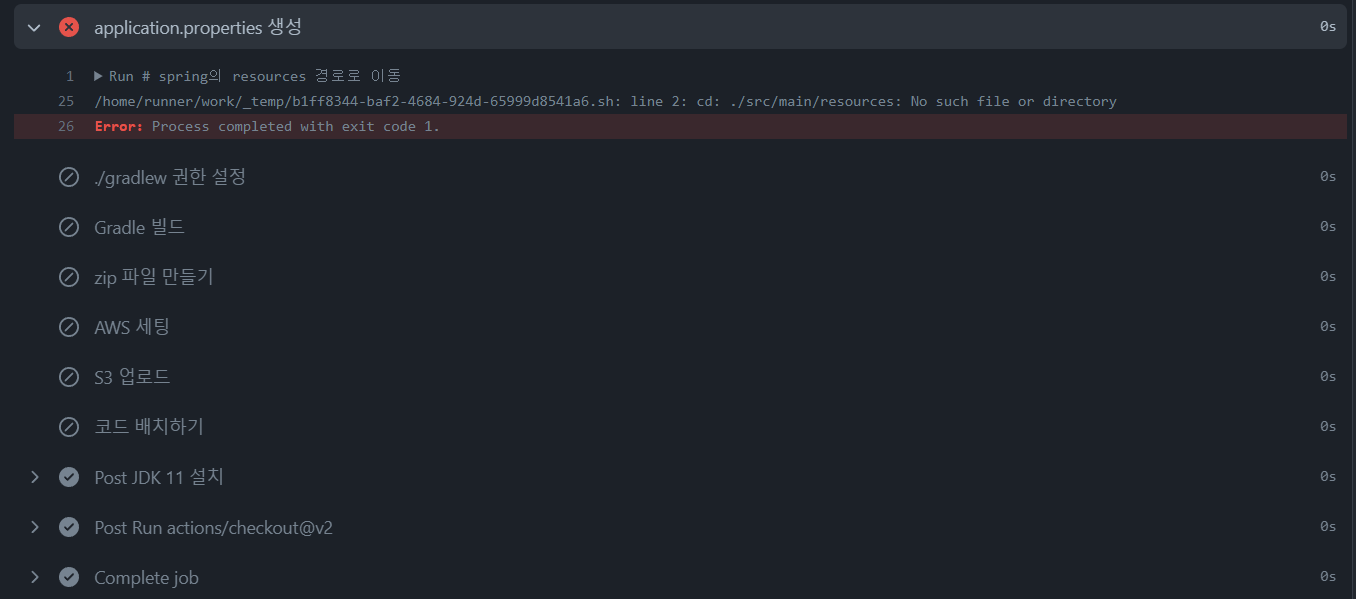 application.properties 생성 0s
1 Run # spring의 resources 경로로 이동
25 /home/runner/work/_temp/b1ff8344-baf2-4684-924d-65999d8541a6.sh: line 2: cd: ./src/main/resources: No such file or directory
26 Error: Process completed with exit code 1.
./gradlew 권한 설정 0s
Gradle 빌드 0s
zip 파일 만들기 0s
AWS 세팅 0s
S3 업로드 0s
코드 배치하기 0s
Post JDK 11 설치 0s
Post Run actions/checkout@v2 0s
Complete job 0s